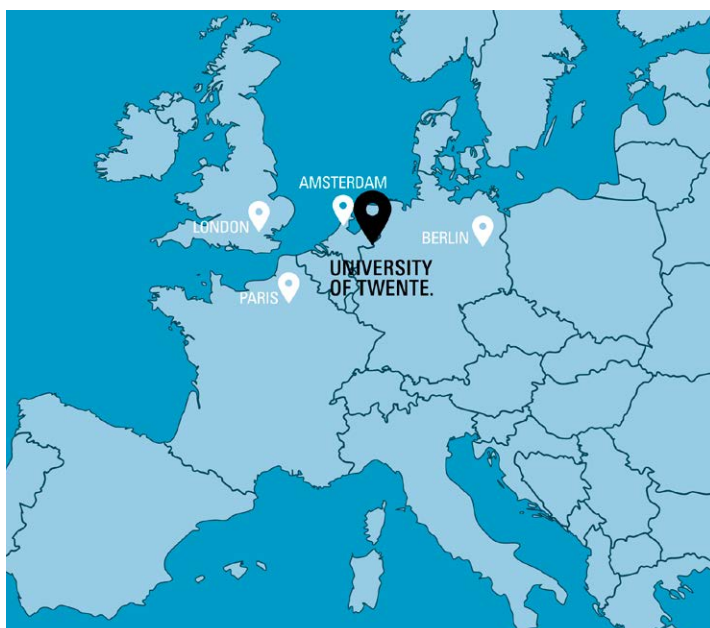 AMSTERDAM
LONDON
BERLIN
UNIVERSITY
OF TWENTE.
PARIS